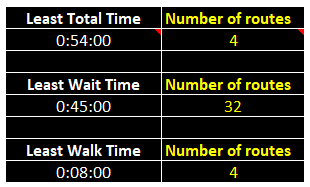 Least Total Time Number of routes
0:54:00 4
Least Wait Time Number of routes
0:45:00 32
Least Walk Time Number of routes
0:08:00 4